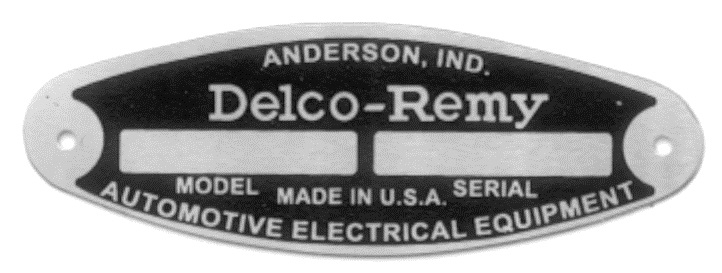 ANDERSON, IND.
Delco-Remy
MODEL MADE IN U.S.A. SERIAL
AUTOMOTIVE ELECTRICAL EQUIPMENT